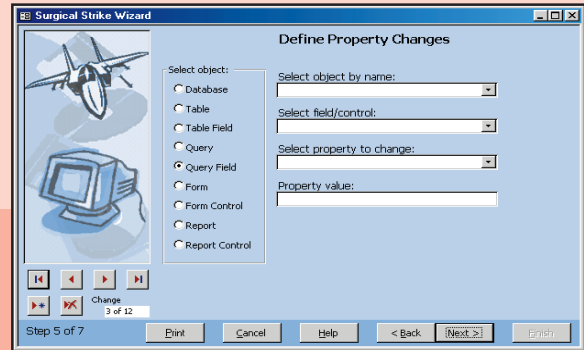 Surgical Strike Wizard
Define Property Changes
Select object:
Database
Table
Table Field
Query
Query Field
Form
Form Control
Report
Report Control
Select object by name:
Select field/control:
Select property to change:
Property value:
Change
3 of 12
Step 5 of 7
Print
Cancel
Help
< Back
Next >
Finish